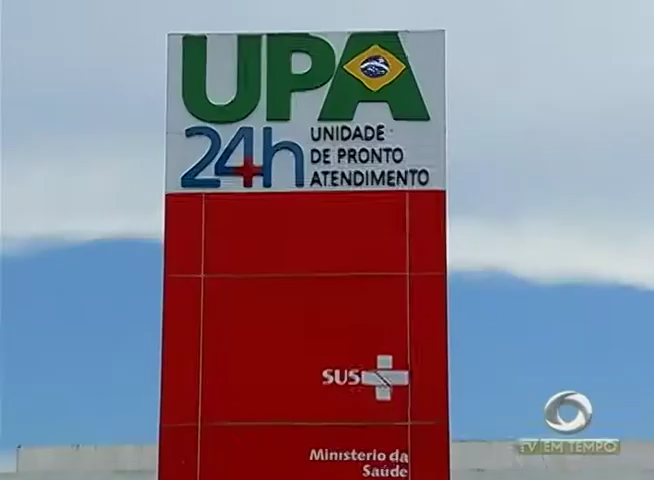 UPA
24h
UNIDADE
DE PRONTO
ATENDIMENTO
SUS
Ministerio da
Saúde
TV EM TEMPO